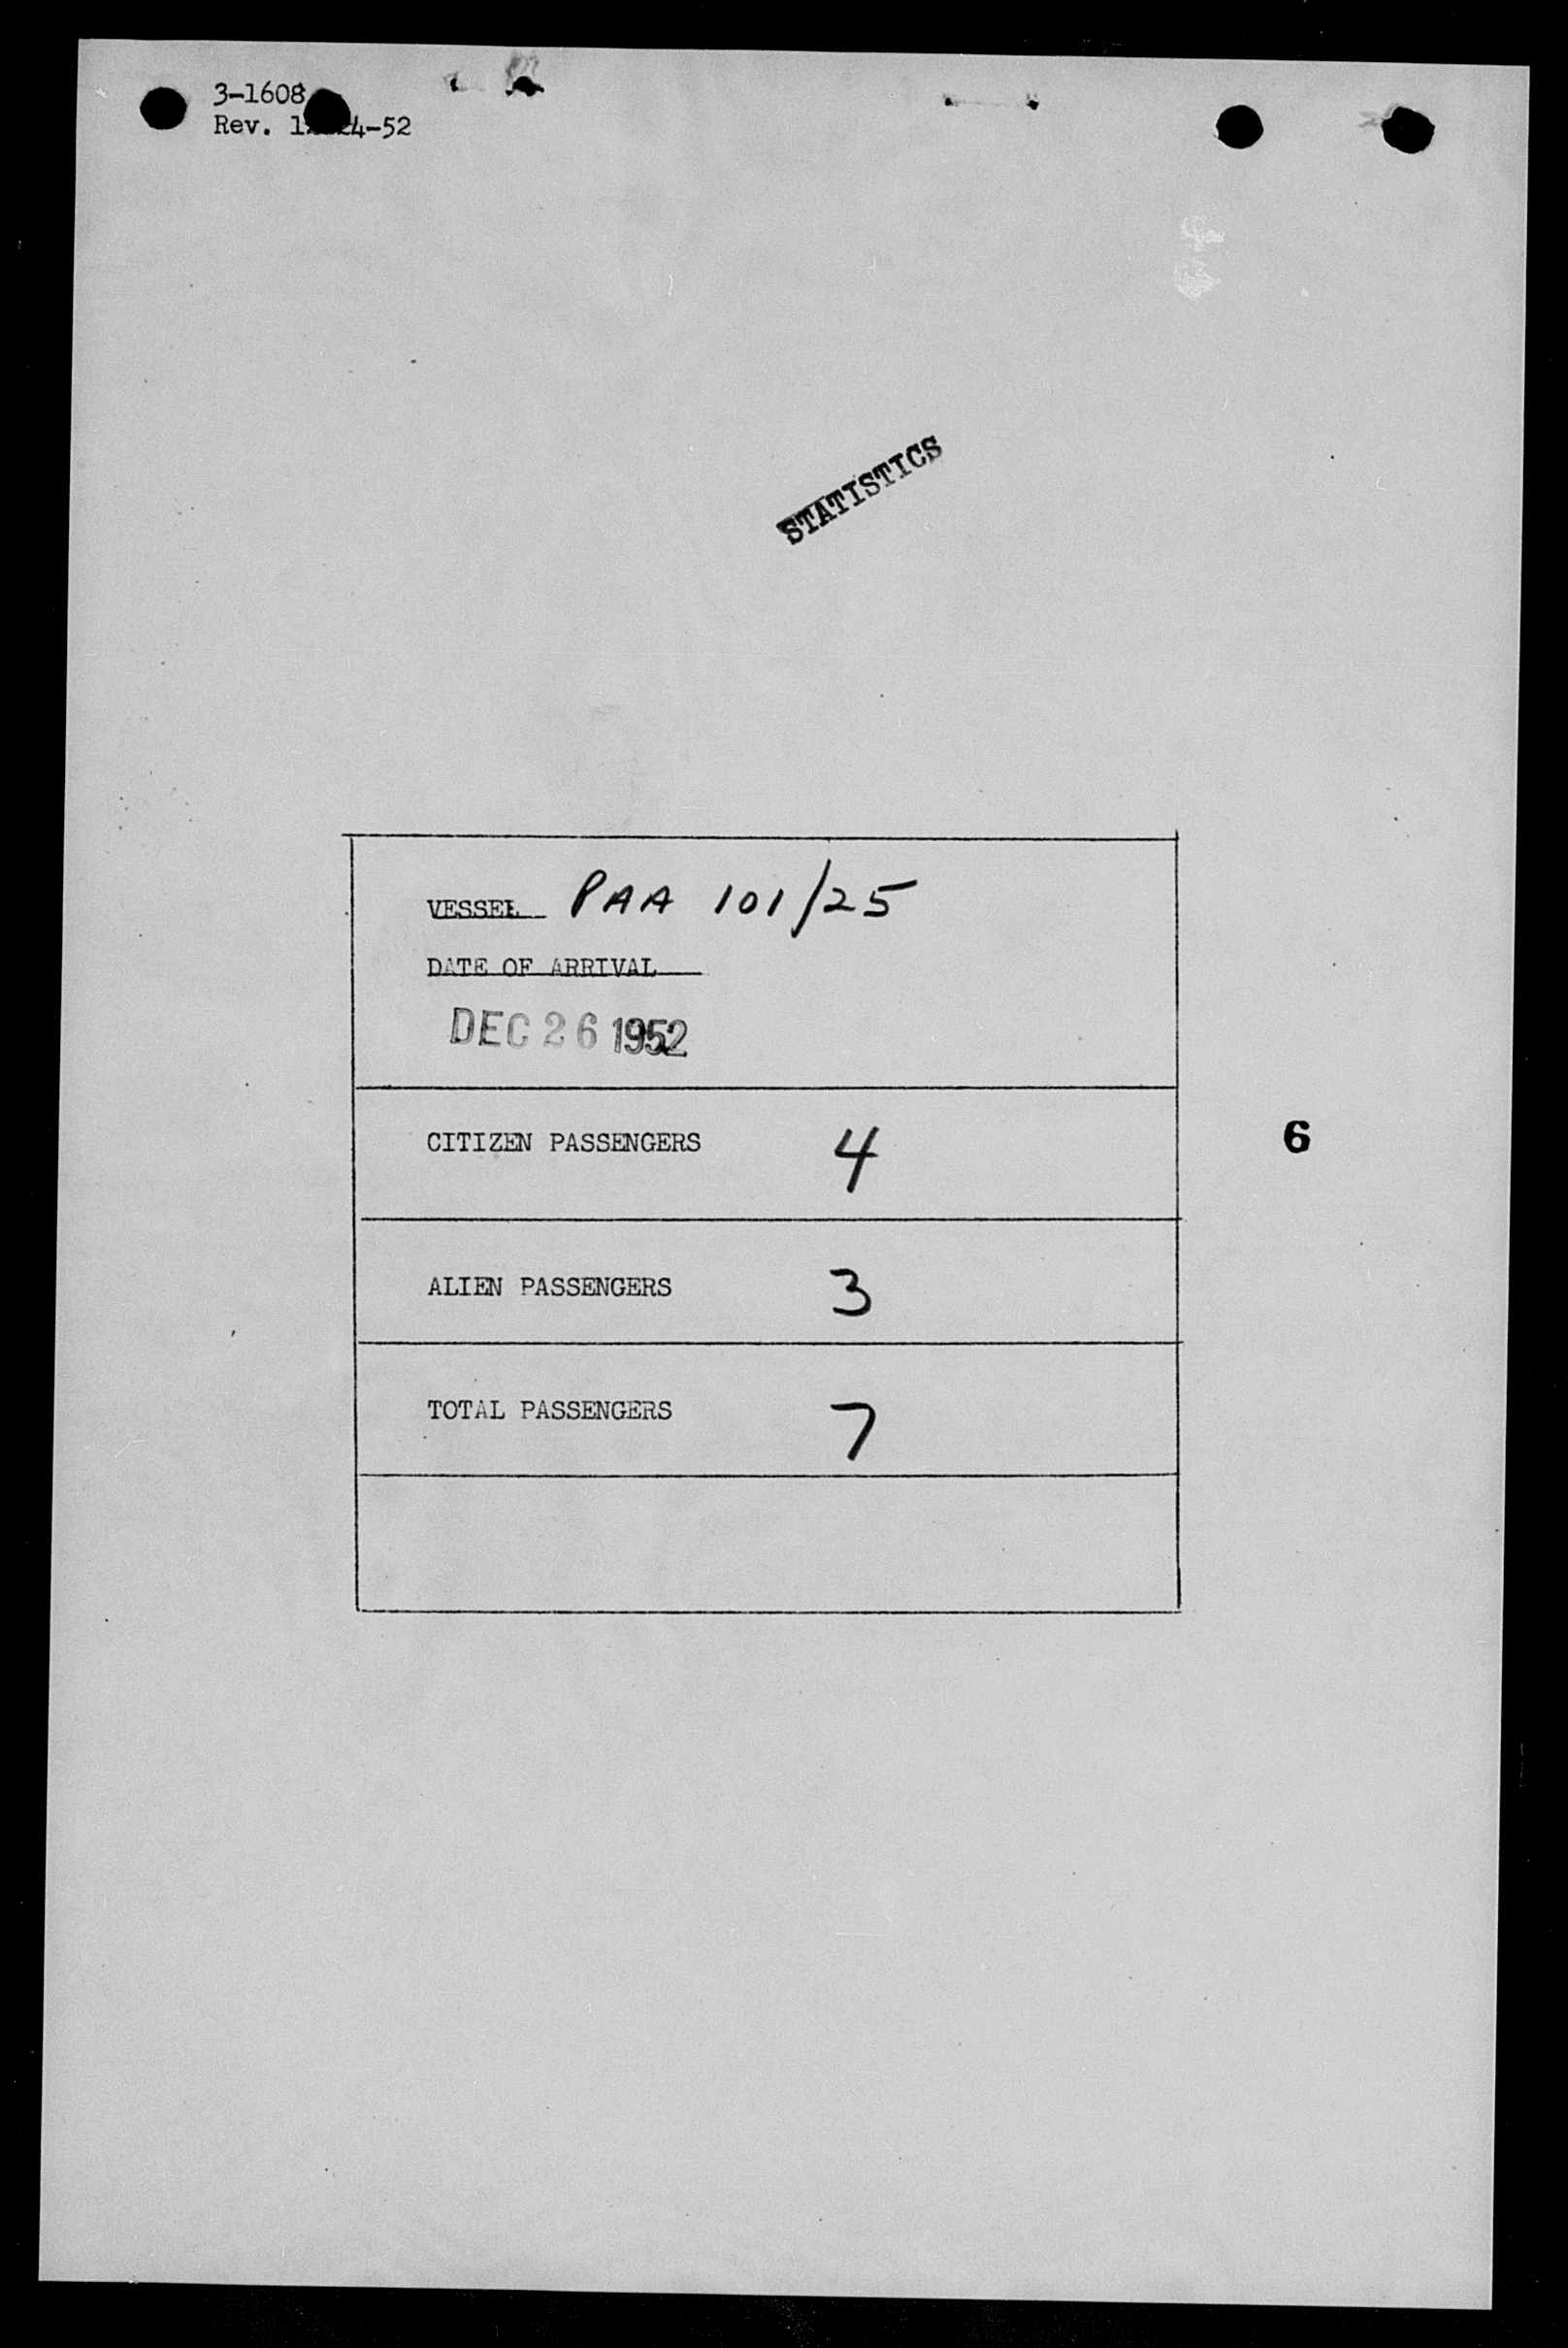 3-1608
Rev. 4-52
STATISTICS
VESSEL PAA 101/25
DATE OF ARRIVAL
DEC 26 1952
CITIZEN PASSENGERS 4
6
ALIEN PASSENGERS 3
TOTAL PASSENGERS 7